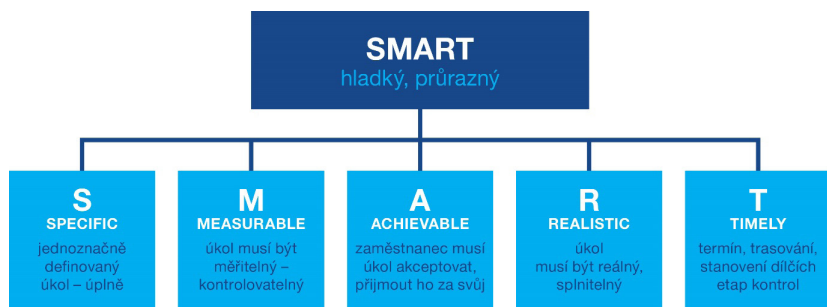 SMART
hladký, průrazný
S
SPECIFIC
jednoznačně
definovaný
úkol – úplně
M
MEASURABLE
úkol musí být
měřitelný –
kontrolovatelný
A
ACHIEVABLE
zaměstnanec musí
úkol akceptovat,
přijmout ho za svůj
R
REALISTIC
úkol
musí být reálný,
splnitelný
T
TIMELY
termín, trasování,
stanovení dílčích
etap kontrol